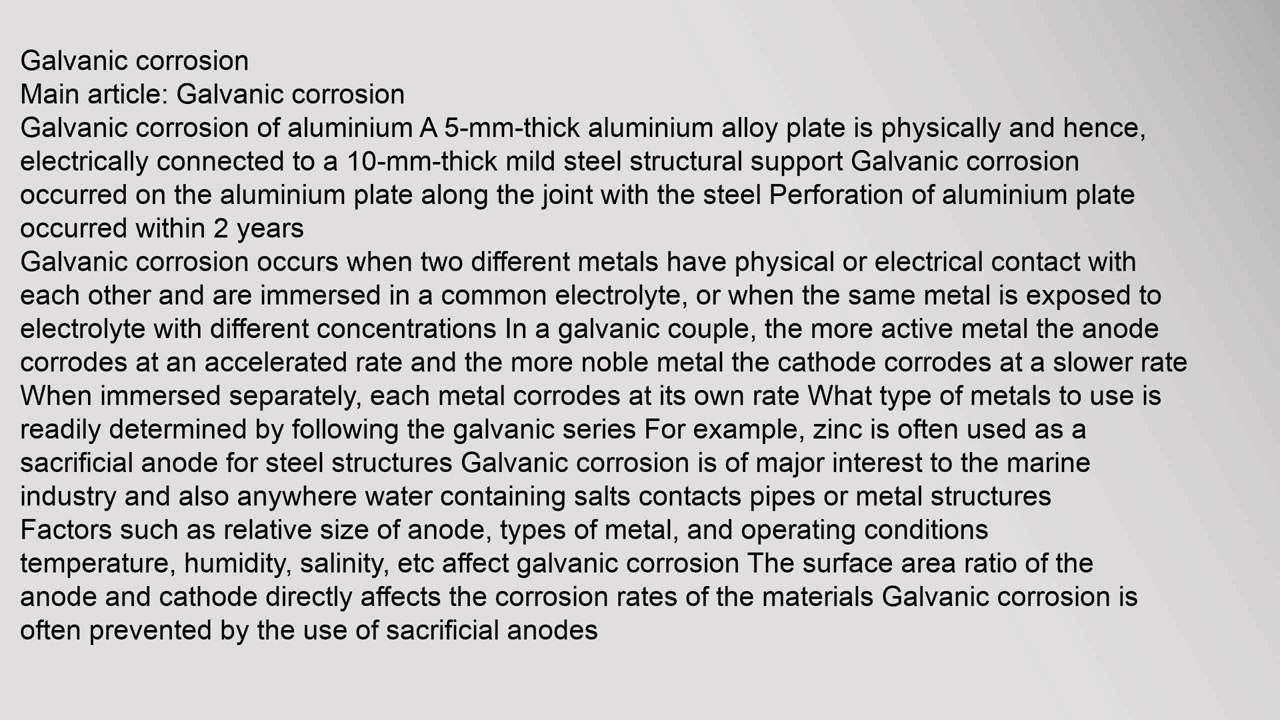 Galvanic corrosion
Main article: Galvanic corrosion
Galvanic corrosion of aluminium A 5-mm-thick aluminium alloy plate is physically and hence,
electrically connected to a 10-mm-thick mild steel structural support Galvanic corrosion
occurred on the aluminium plate along the joint with the steel Perforation of aluminium plate
occurred within 2 years
Galvanic corrosion occurs when two different metals have physical or electrical contact with
each other and are immersed in a common electrolyte, or when the same metal is exposed to
electrolyte with different concentrations In a galvanic couple, the more active metal the anode
corrodes at an accelerated rate and the more noble metal the cathode corrodes at a slower rate
When immersed separately, each metal corrodes at its own rate What type of metals to use is
readily determined by following the galvanic series For example, zinc is often used as a
sacrificial anode for steel structures Galvanic corrosion is of major interest to the marine
industry and also anywhere water containing salts contacts pipes or metal structures
Factors such as relative size of anode, types of metal, and operating conditions
temperature, humidity, salinity, etc affect galvanic corrosion The surface area ratio of the
anode and cathode directly affects the corrosion rates of the materials Galvanic corrosion is
often prevented by the use of sacrificial anodes